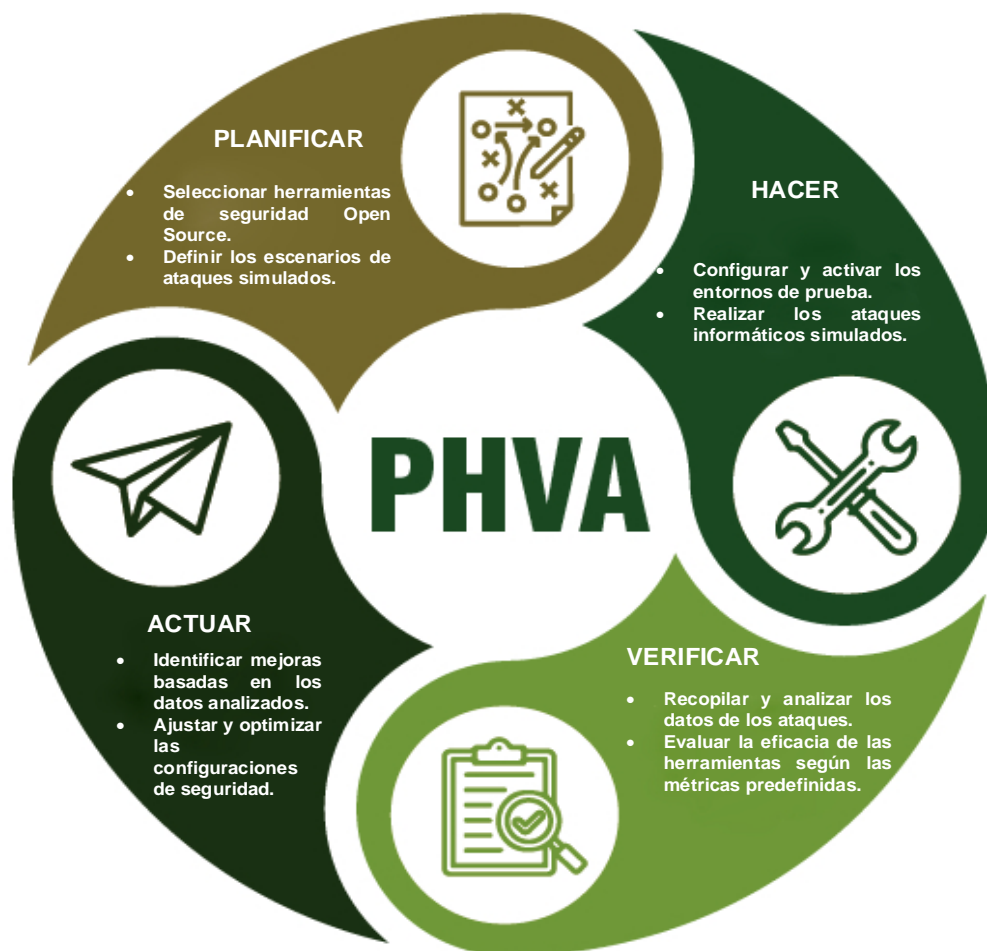 PLANIFICAR
• Seleccionar herramientas
de seguridad Open
Source.
• Definir los escenarios de
ataques simulados.
HACER
• Configurar y activar los
entornos de prueba.
• Realizar los ataques
informáticos simulados.
PHVA
ACTUAR
• Identificar mejoras
basadas en los
datos analizados.
• Ajustar y optimizar
las
configuraciones
de seguridad.
VERIFICAR
• Recopilar y analizar los
datos de los ataques.
• Evaluar la eficacia de las
herramientas según las
métricas predefinidas.